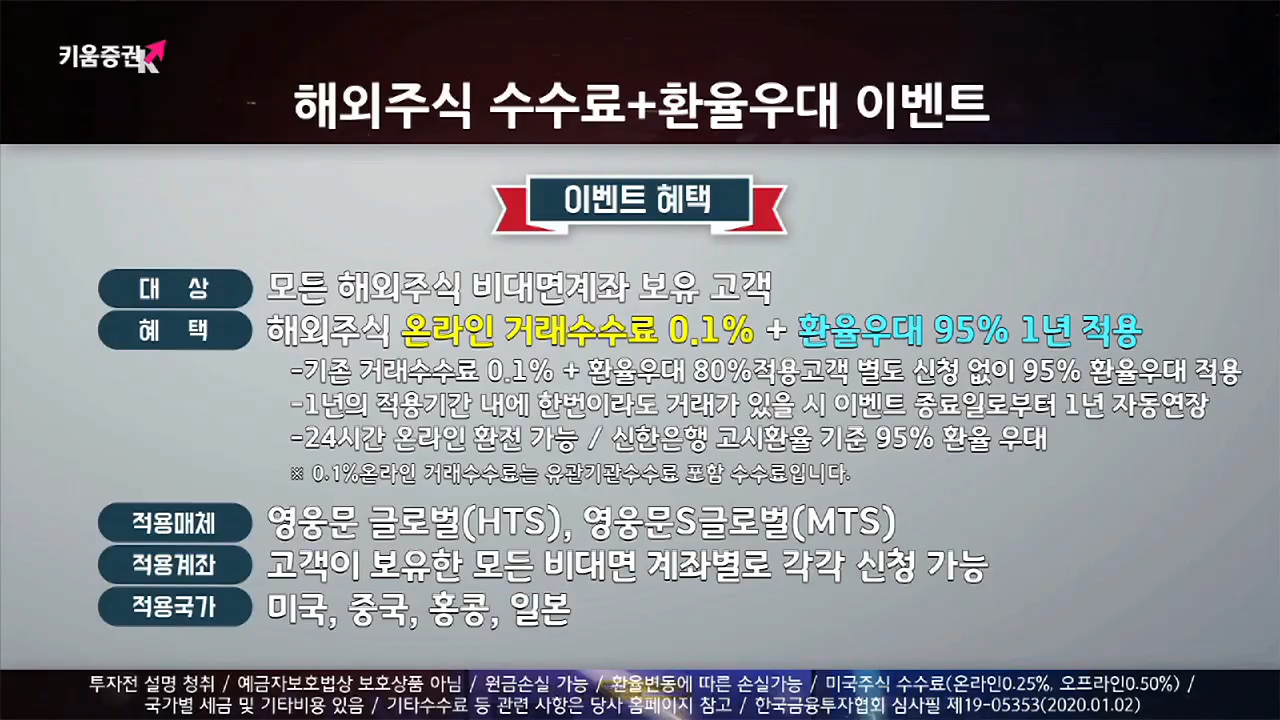 키움증권
해외주식 수수료+환율우대 이벤트
이벤트 혜택
대 상 모든 해외주식 비대면계좌 보유 고객
혜 택 해외주식 온라인 거래수수료 0.1% + 환율우대 95% 1년 적용
-기존 거래수수료 0.1% + 환율우대 80%적용고객 별도 신청 없이 95% 환율우대 적용
-1년의 적용기간 내에 한번이라도 거래가 있을 시 이벤트 종료일로부터 1년 자동연장
-24시간 온라인 환전 가능 / 신한은행 고시환율 기준 95% 환율 우대
※ 0.1%온라인 거래수수료는 유관기관수수료 포함 수수료입니다.
적용매체 영웅문 글로벌(HTS), 영웅문S글로벌(MTS)
적용계좌 고객이 보유한 모든 비대면 계좌별로 각각 신청 가능
적용국가 미국, 중국, 홍콩, 일본
투자전 설명 청취 / 예금자보호법상 보호상품 아님 / 원금손실 가능 / 환율변동에 따른 손실가능 / 미국주식 수수료(온라인0.25%, 오프라인0.50%) /
국가별 세금 및 기타비용 있음 / 기타수수료 등 관련 사항은 당사 홈페이지 참고 / 한국금융투자협회 심사필 제19-05353(2020.01.02)